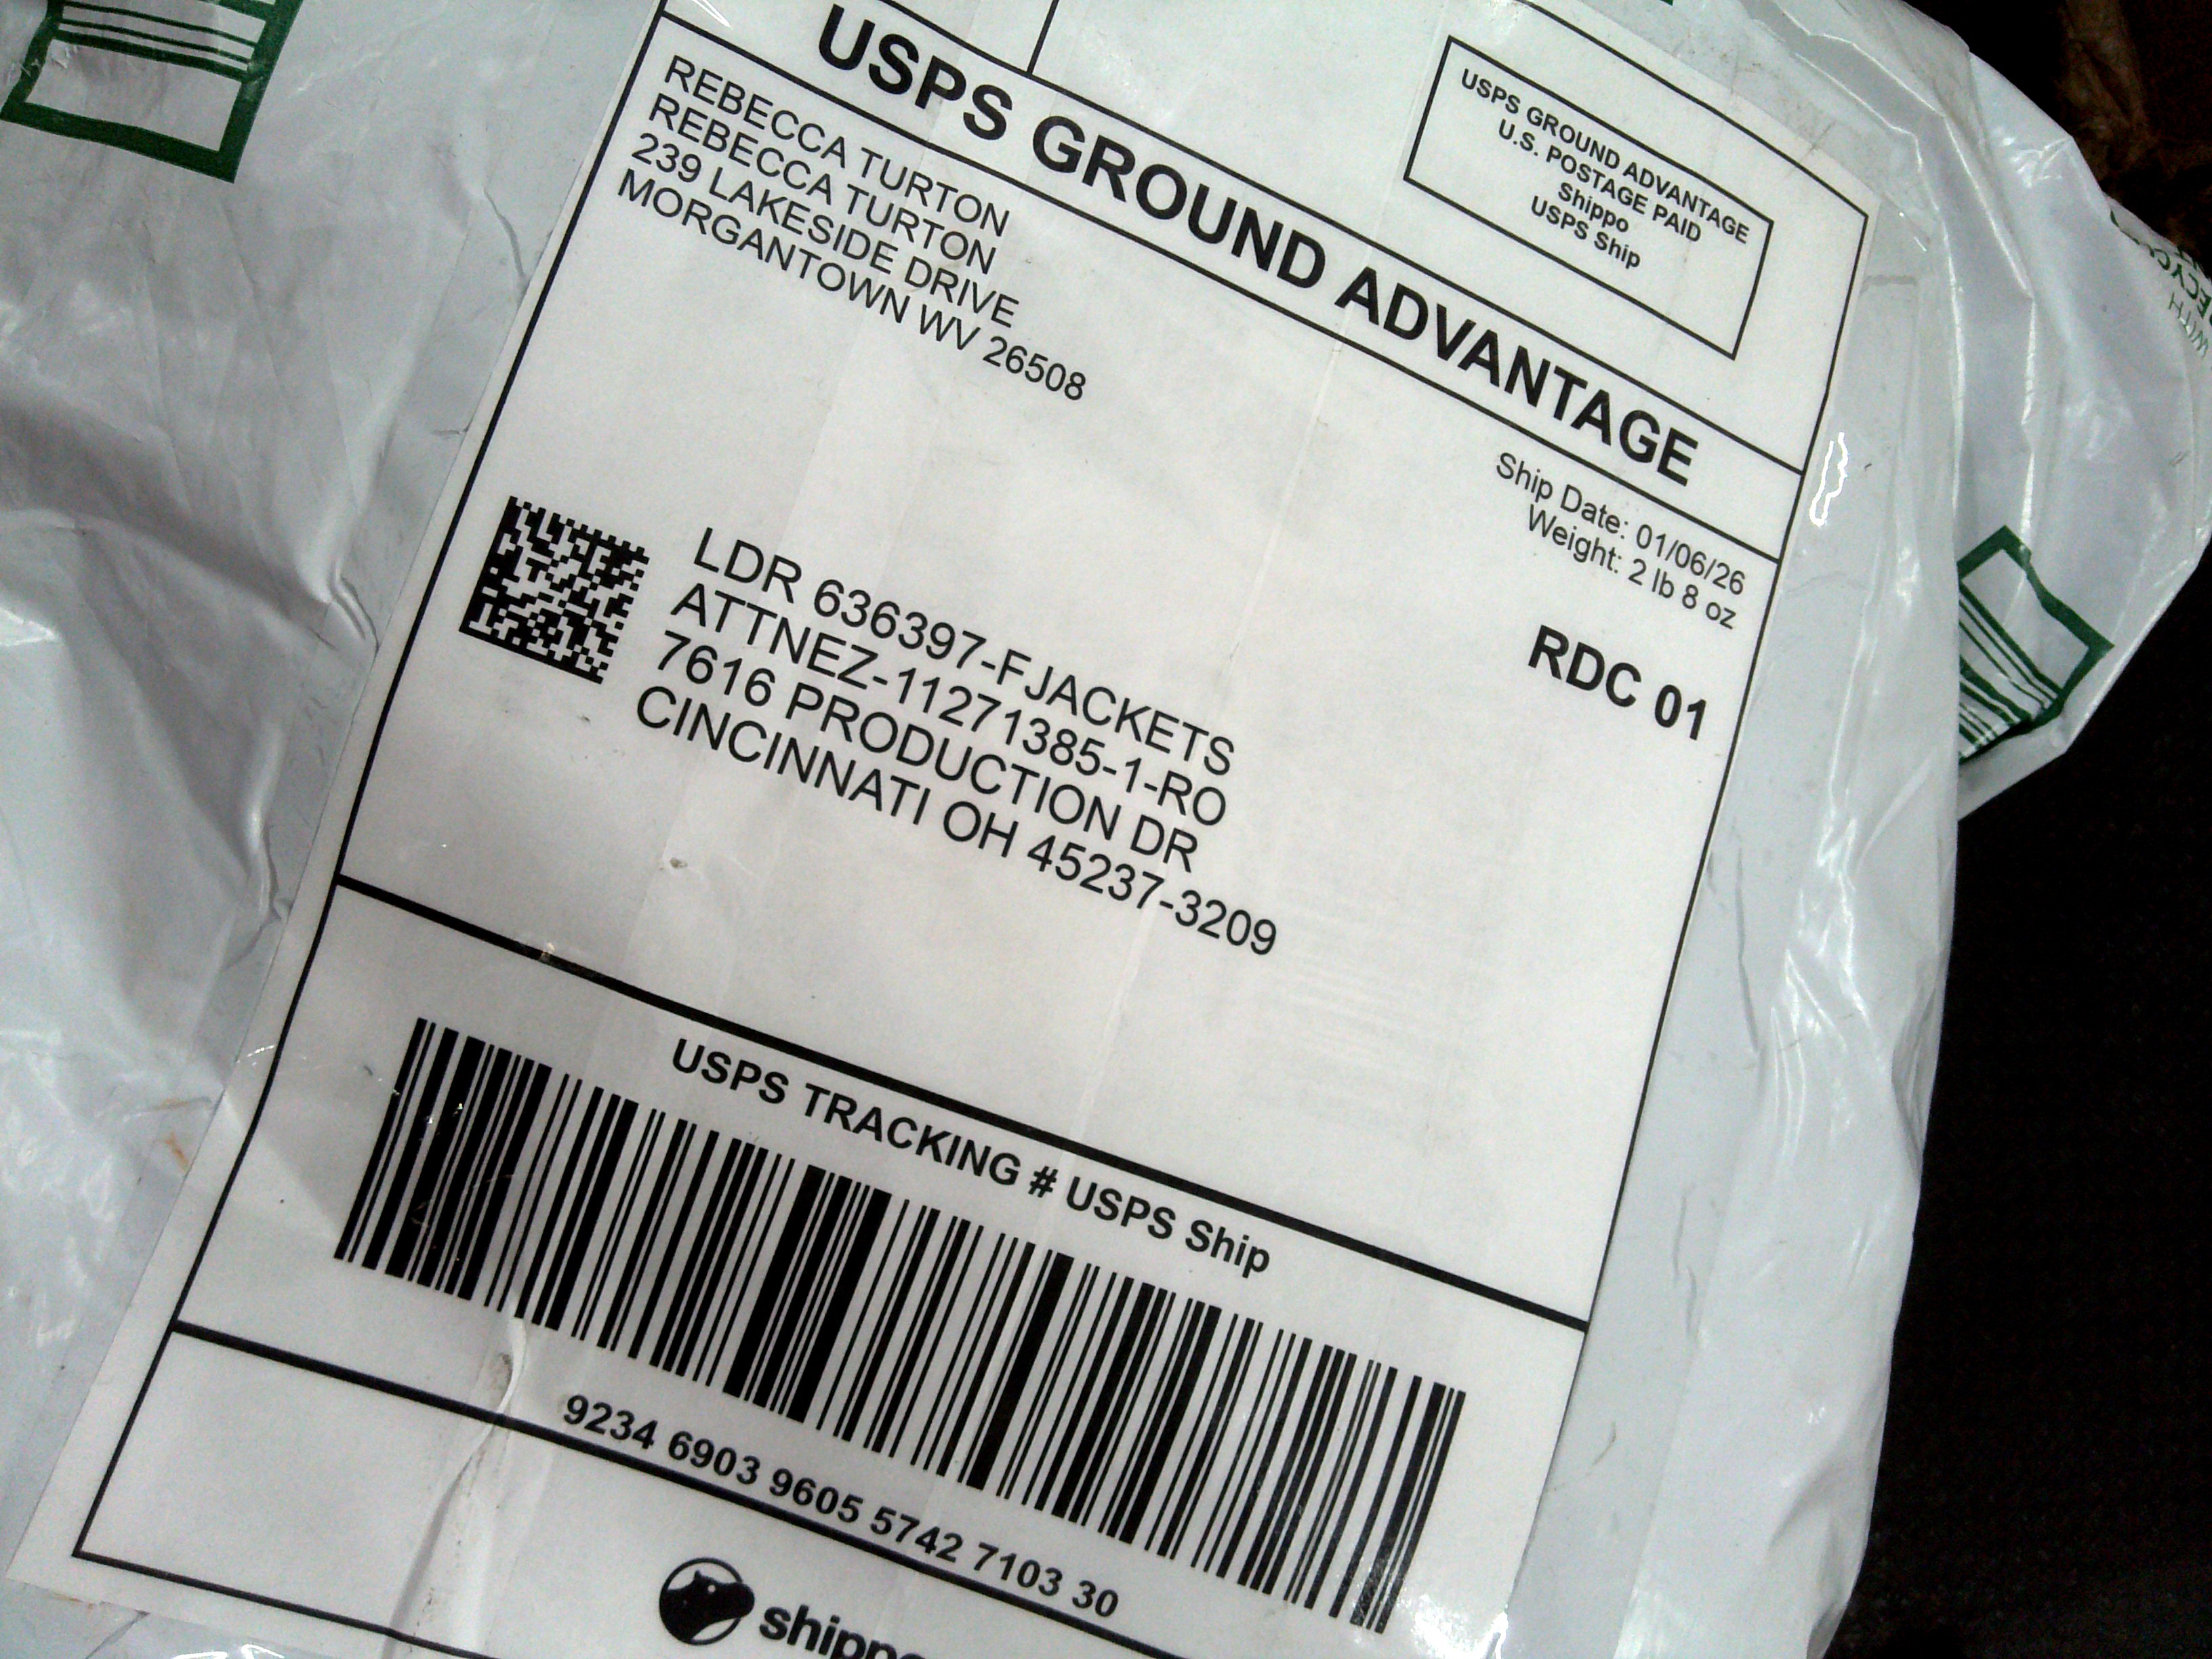 USPS GROUND ADVANTAGE
U.S. POSTAGE PAID
Shippo
USPS Ship
USPS GROUND ADVANTAGE
REBECCA TURTON
REBECCA TURTON
239 LAKESIDE DRIVE
MORGANTOWN WV 26508
Ship Date: 01/06/26
Weight: 2 lb 8 oz
RDC 01
LDR 636397-FJACKETS
ATTNEZ-11271385-1-RO
7616 PRODUCTION DR
CINCINNATI OH 45237-3209
USPS TRACKING # USPS Ship
9234 6903 9605 5742 7103 30
WITH